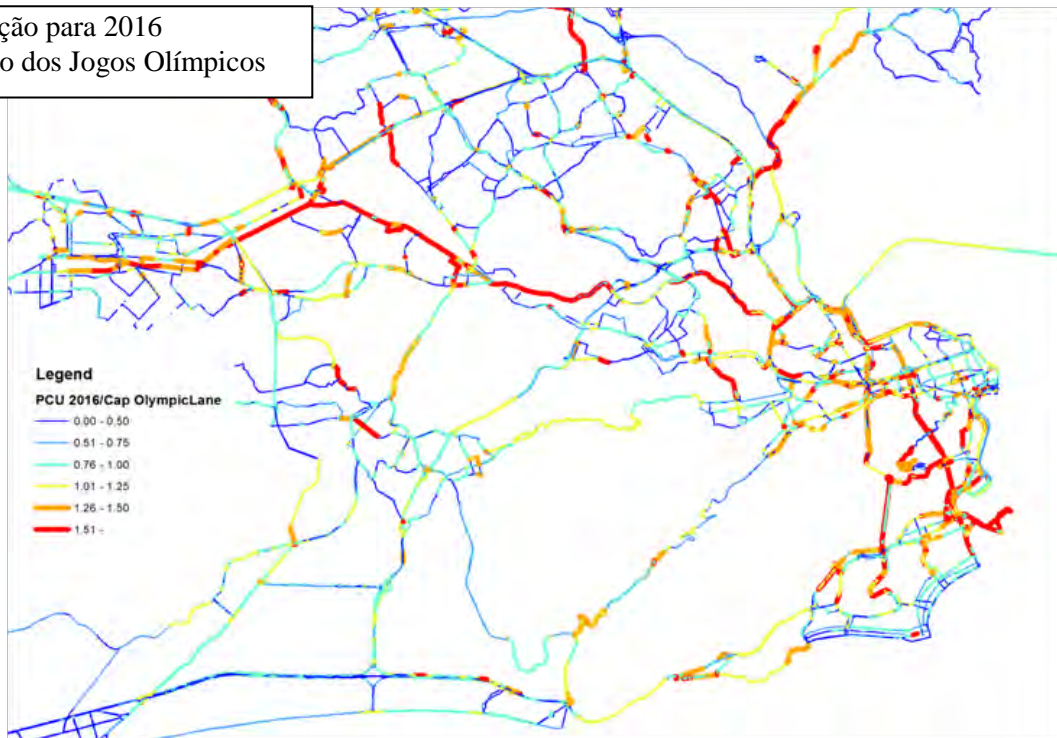 ção para 2016
o dos Jogos Olímpicos
Legend
PCU 2016/Cap OlympicLane
0.00 - 0.50
0.51 - 0.75
0.76 - 1.00
1.01 - 1.25
1.26 - 1.50
1.51 -